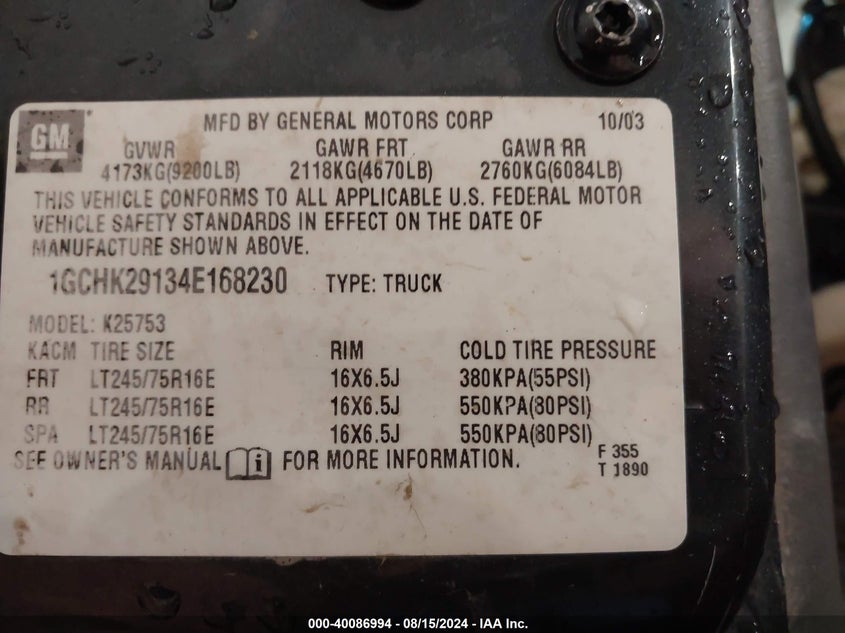 GM
MFD BY GENERAL MOTORS CORP 10/03
GVWR GAWR FRT GAWR RR
4173KG(9200LB) 2118KG(4670LB) 2760KG(6084LB)
THIS VEHICLE CONFORMS TO ALL APPLICABLE U.S. FEDERAL MOTOR
VEHICLE SAFETY STANDARDS IN EFFECT ON THE DATE OF
MANUFACTURE SHOWN ABOVE.
1GCHK29134E168230 TYPE: TRUCK
MODEL: K25753
KACM TIRE SIZE RIM COLD TIRE PRESSURE
FRT LT245/75R16E 16X6.5J 380KPA(55PSI)
RR LT245/75R16E 16X6.5J 550KPA(80PSI)
SPA LT245/75R16E 16X6.5J 550KPA(80PSI)
SEE OWNER'S MANUAL i FOR MORE INFORMATION.
F 355
T 1890
000-40086994 - 08/15/2024 - IAA Inc.